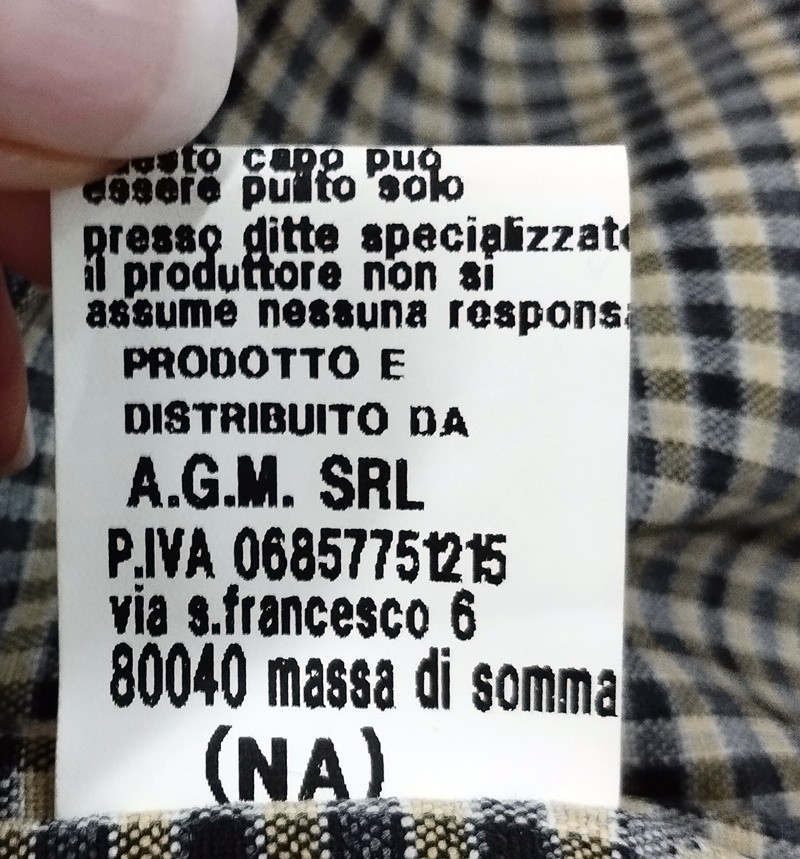 questo capo può
essere pulito solo
presso ditte specializzate
il produttore non si
assume nessuna respons
PRODOTTO E
DISTRIBUITO DA
A.G.M. SRL
P.IVA 06857751215
via s.francesco 6
80040 massa di somma
(NA)